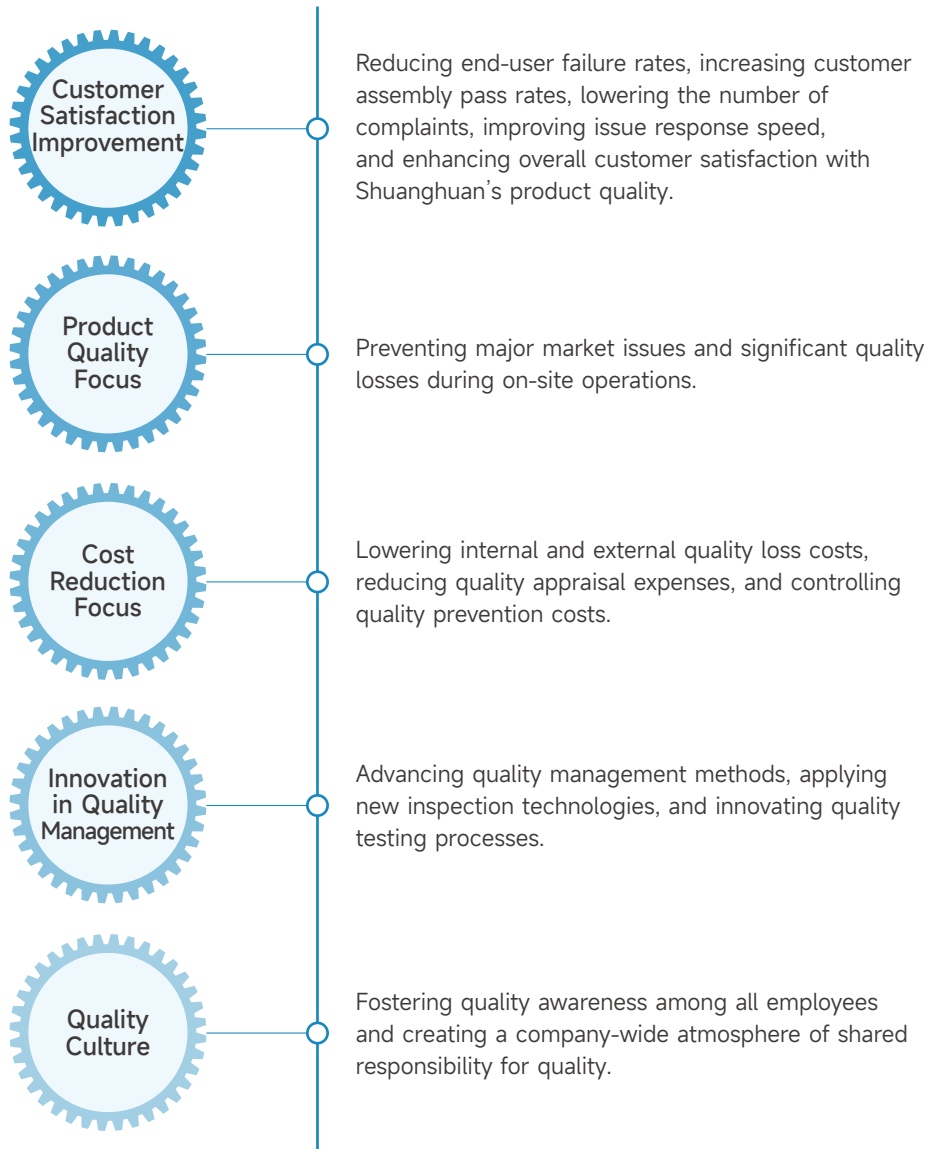 Customer
Satisfaction
Improvement
Reducing end-user failure rates, increasing customer
assembly pass rates, lowering the number of
complaints, improving issue response speed,
and enhancing overall customer satisfaction with
Shuanghuan’s product quality.
Product
Quality
Focus
Preventing major market issues and significant quality
losses during on-site operations.
Cost
Reduction
Focus
Lowering internal and external quality loss costs,
reducing quality appraisal expenses, and controlling
quality prevention costs.
Innovation
in Quality
Management
Advancing quality management methods, applying
new inspection technologies, and innovating quality
testing processes.
Quality
Culture
Fostering quality awareness among all employees
and creating a company-wide atmosphere of shared
responsibility for quality.